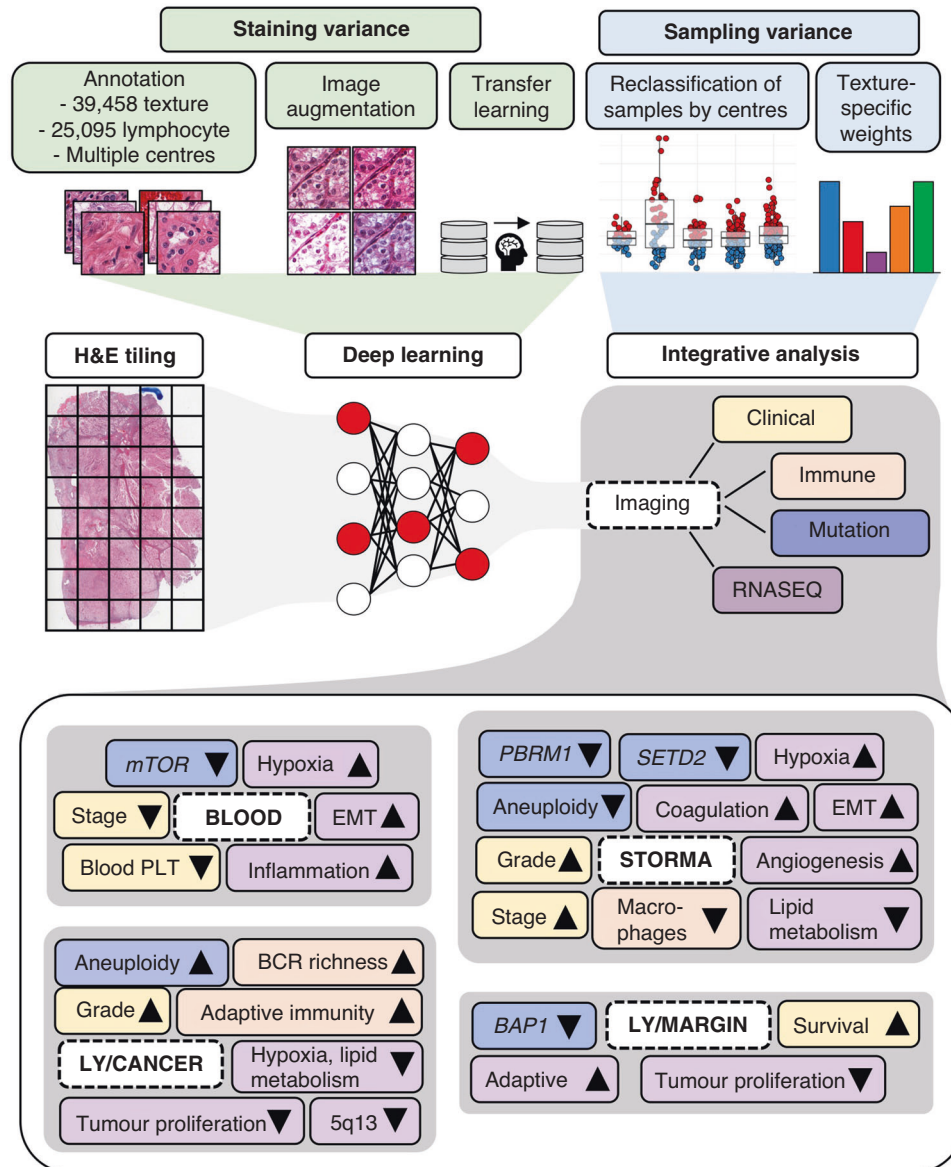 Staining variance
Sampling variance
Annotation
- 39,458 texture
- 25,095 lymphocyte
- Multiple centres
Image
augmentation
Transfer
learning
Reclassification of
samples by centres
Texture-
specific
weights
H&E tiling
Deep learning
Integrative analysis
Clinical
Immune
Imaging
Mutation
RNASEQ
mTOR ▼
Hypoxia ▲
Stage ▼
BLOOD
EMT ▲
Blood PLT ▼
Inflammation ▲
PBRM1 ▼
SETD2 ▼
Hypoxia ▲
Aneuploidy ▼
Coagulation ▲
EMT ▲
Grade ▲
STORMA
Angiogenesis ▲
Stage ▲
Macro-
phages ▼
Lipid
metabolism ▼
Aneuploidy ▲
BCR richness ▲
Grade ▲
Adaptive immunity ▲
LY/CANCER
Hypoxia, lipid
metabolism ▼
Tumour proliferation ▼
5q13 ▼
BAP1 ▼
LY/MARGIN
Survival ▲
Adaptive ▲
Tumour proliferation ▼